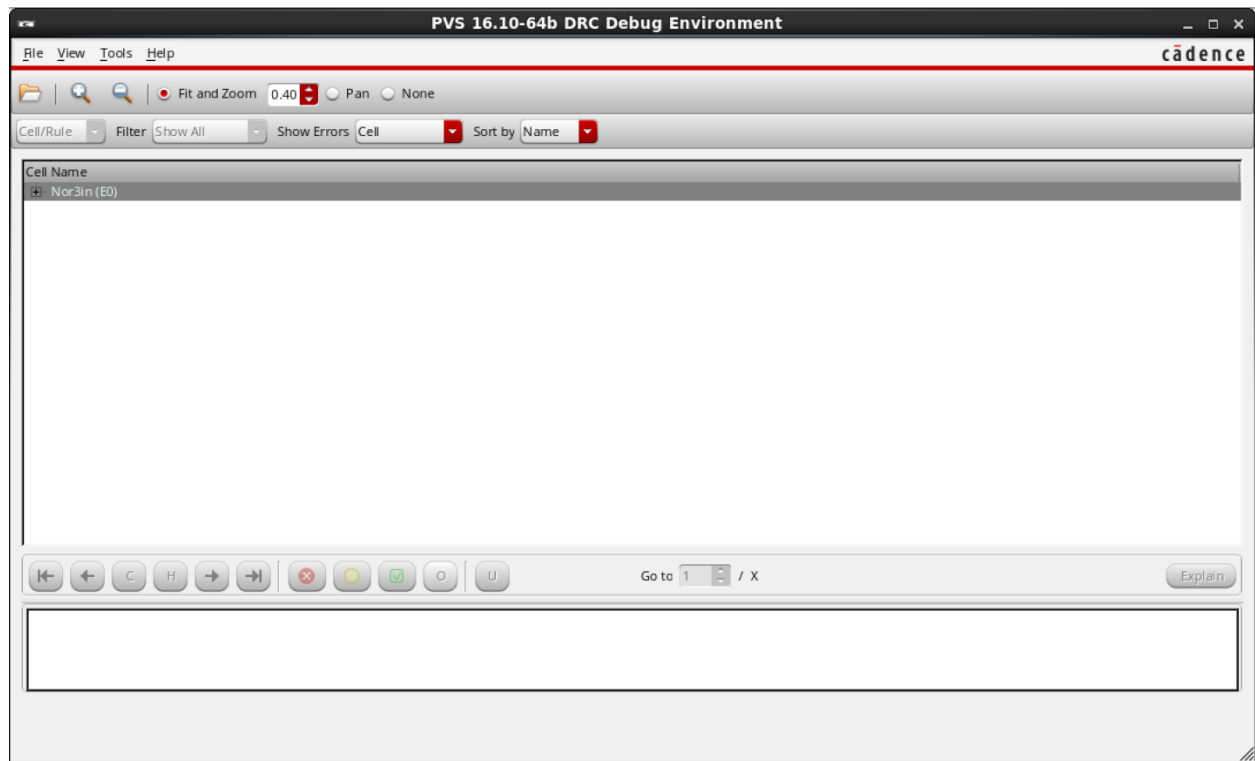 PVS 16.10-64b DRC Debug Environment
File View Tools Help cādence
Fit and Zoom 0.40 Pan None
Cell/Rule Filter Show All Show Errors Cell Sort by Name
Cell Name
Nor3in (E0)
C H O U Go to 1 / X Explain